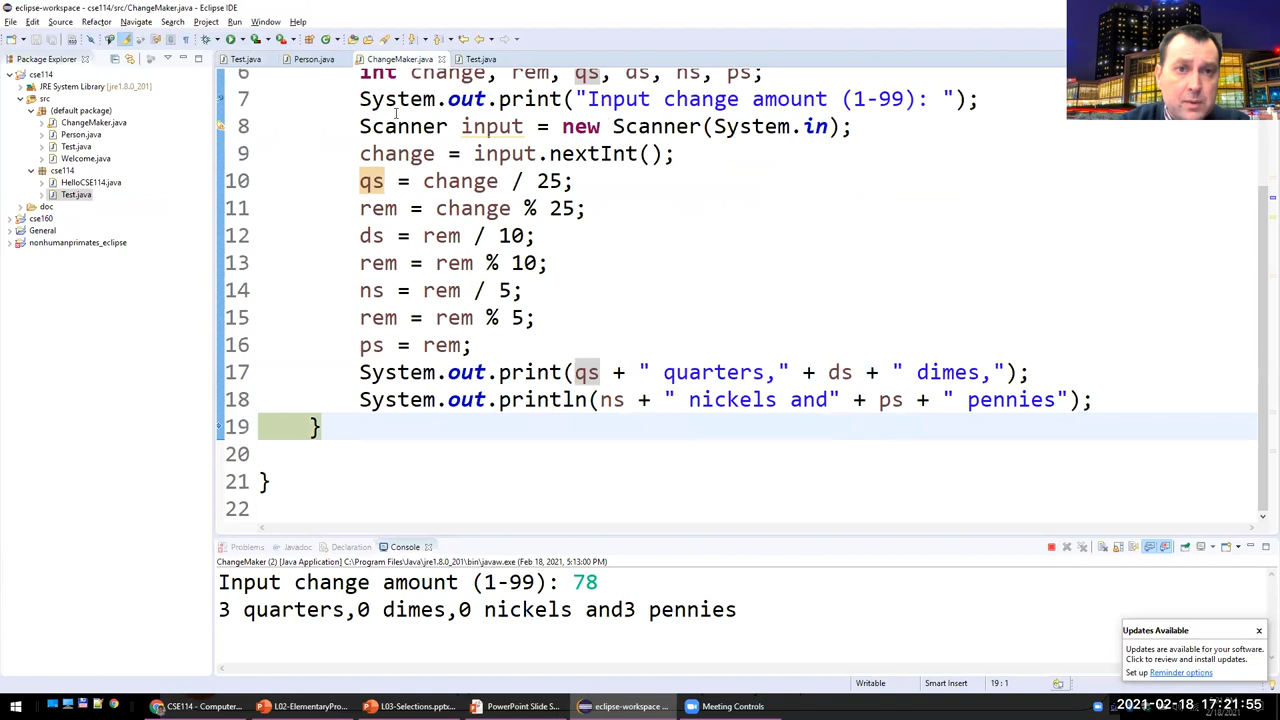 eclipse-workspace - cse114/src/ChangeMaker.java - Eclipse IDE
File Edit Source Refactor Navigate Search Project Run Window Help
Package Explorer
Test.java Person.java ChangeMaker.java Test.java
cse114
JRE System Library [jre1.8.0_201]
src
(default package)
ChangeMaker.java
Person.java
Test.java
Welcome.java
cse114
HelloCSE114.java
Test.java
doc
cse160
General
nonhumanprimates_eclipse
6 int change, rem, qs, ds, ns, ps;
7 System.out.print("Input change amount (1-99): ");
8 Scanner input = new Scanner(System.in);
9 change = input.nextInt();
10 qs = change / 25;
11 rem = change % 25;
12 ds = rem / 10;
13 rem = rem % 10;
14 ns = rem / 5;
15 rem = rem % 5;
16 ps = rem;
17 System.out.print(qs + " quarters," + ds + " dimes,");
18 System.out.println(ns + " nickels and" + ps + " pennies");
19 }
20
21 }
22
Problems Javadoc Declaration Console
ChangeMaker (2) [Java Application] C:\Program Files\Java\jre1.8.0_201\bin\javaw.exe (Feb 18, 2021, 5:13:00 PM)
Input change amount (1-99): 78
3 quarters,0 dimes,0 nickels and3 pennies
Updates Available
Updates are available for your software.
Click to review and install updates.
Set up Reminder options
Writable Smart Insert 19 : 1
CSE114 - Computer... L02-ElementaryPro... L03-Selections.pptx... PowerPoint Slide S... eclipse-workspace ... Meeting Controls
2021-02-18 17:21:55